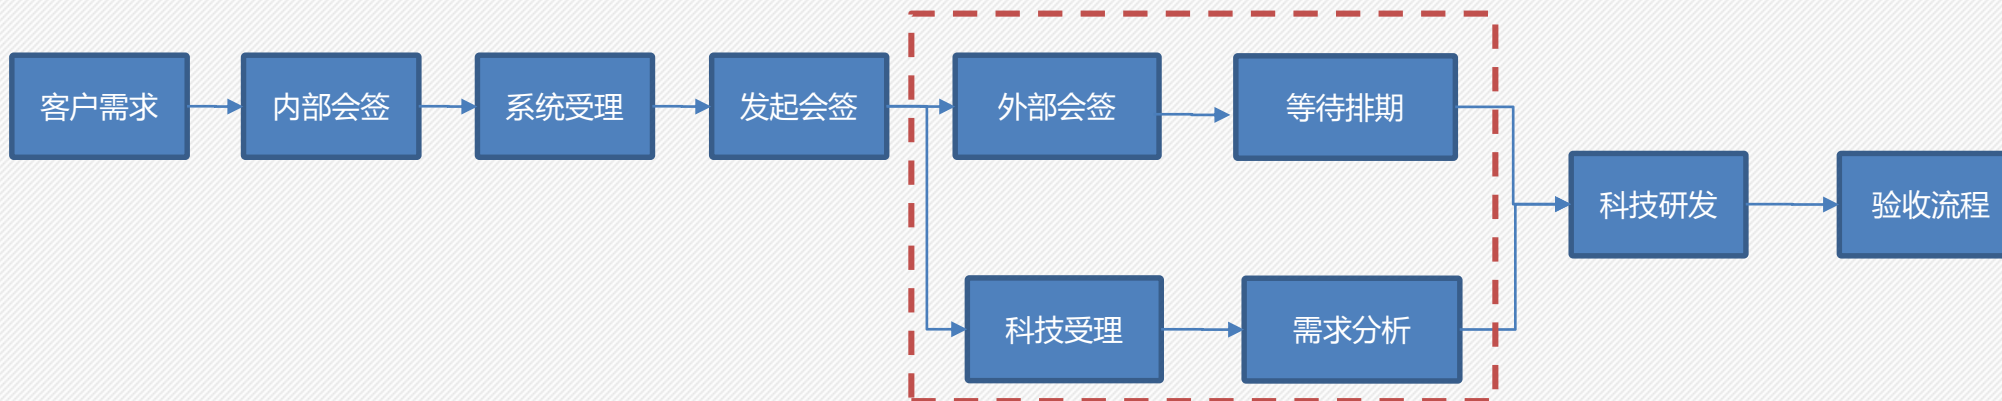 客户需求
内部会签
系统受理
发起会签
外部会签
等待排期
科技受理
需求分析
科技研发
验收流程